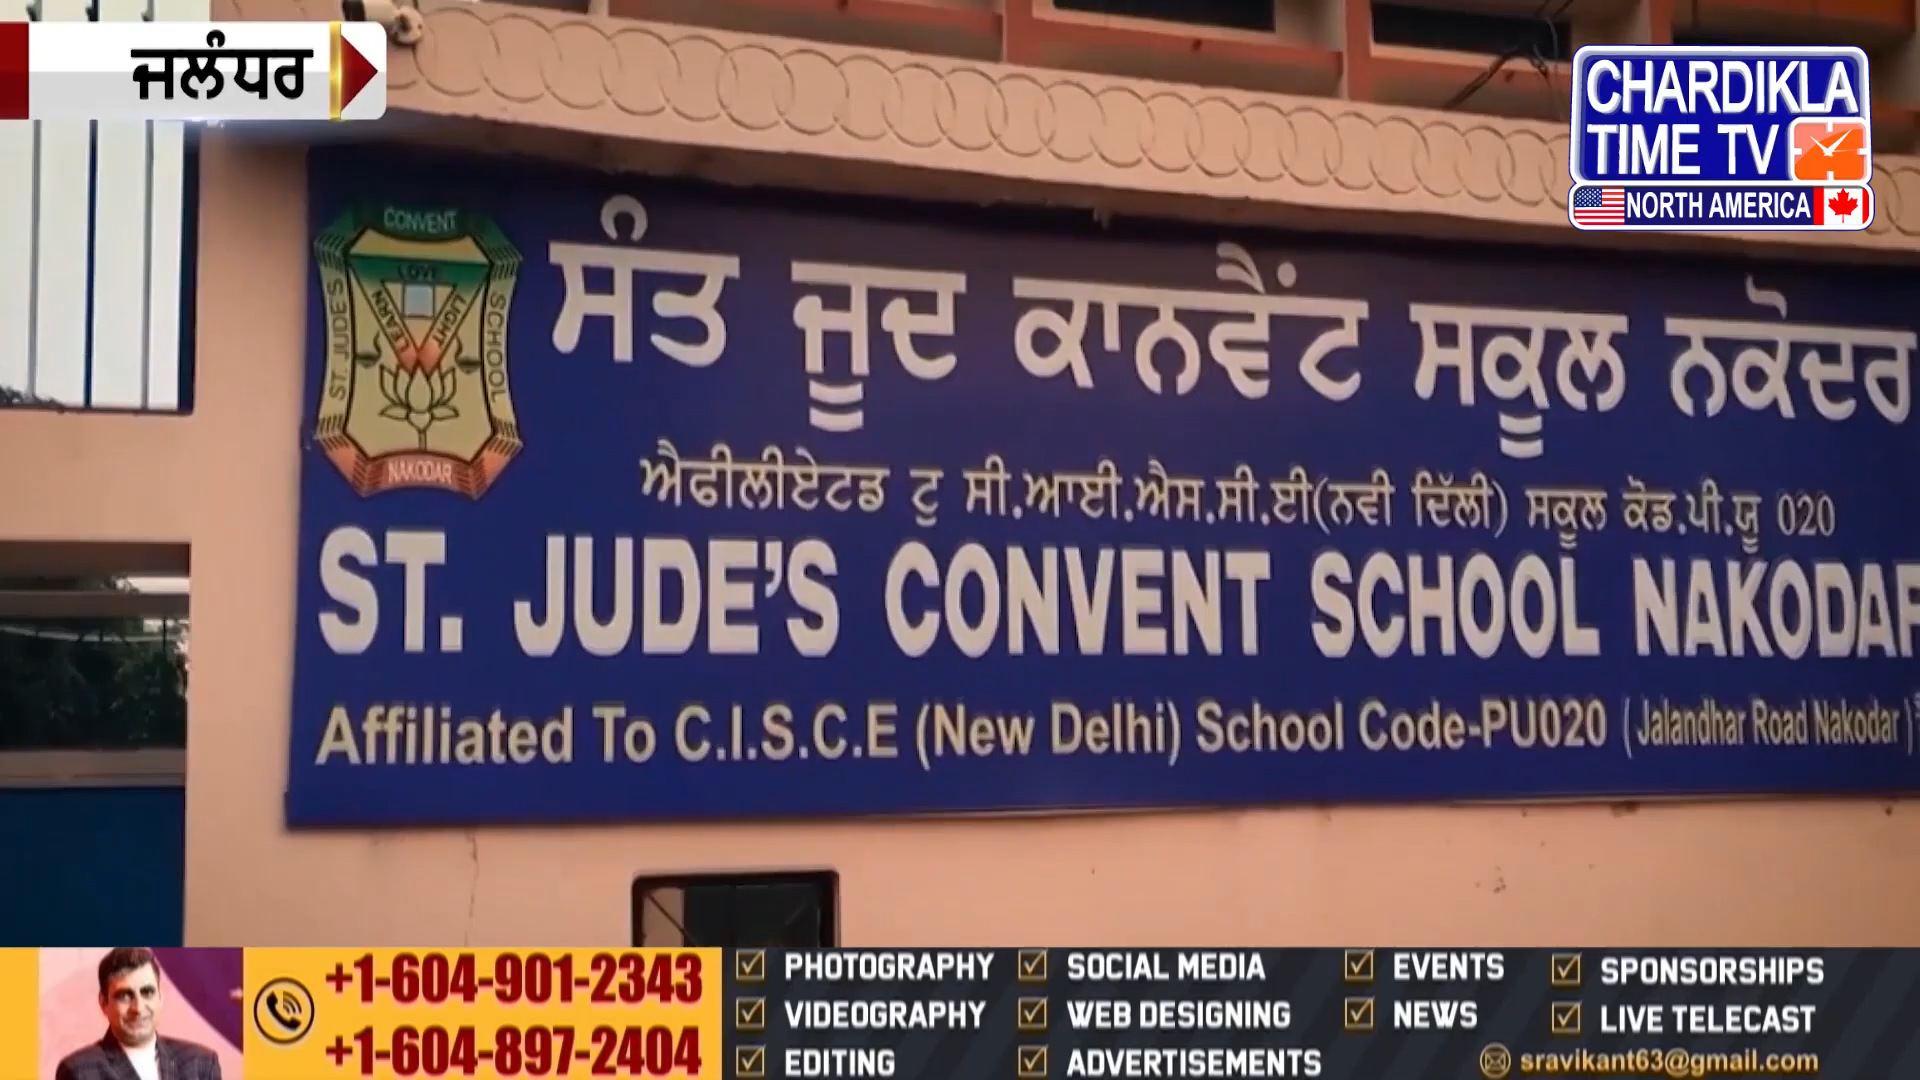 ਜਲੰਧਰ
CHARDIKLA
TIME TV
NORTH AMERICA
CONVENT
ST. JUDE'S
SCHOOL
LOVE
LEARN
LIGHT
NAKODAR
ਸੰਤ ਜੂਦ ਕਾਨਵੈਂਟ ਸਕੂਲ ਨਕੋਦਰ
ਐਫੀਲੀਏਟਡ ਟੁ ਸੀ.ਆਈ.ਐਸ.ਸੀ.ਈ(ਨਵੀ ਦਿੱਲੀ) ਸਕੂਲ ਕੋਡ.ਪੀ.ਯੂ 020
ST. JUDE'S CONVENT SCHOOL NAKODAR
Affiliated To C.I.S.C.E (New Delhi) School Code-PU020 (Jalandhar Road Nakodar)
+1-604-901-2343
+1-604-897-2404
PHOTOGRAPHY
VIDEOGRAPHY
EDITING
SOCIAL MEDIA
WEB DESIGNING
ADVERTISEMENTS
EVENTS
NEWS
SPONSORSHIPS
LIVE TELECAST
sravikant63@gmail.com